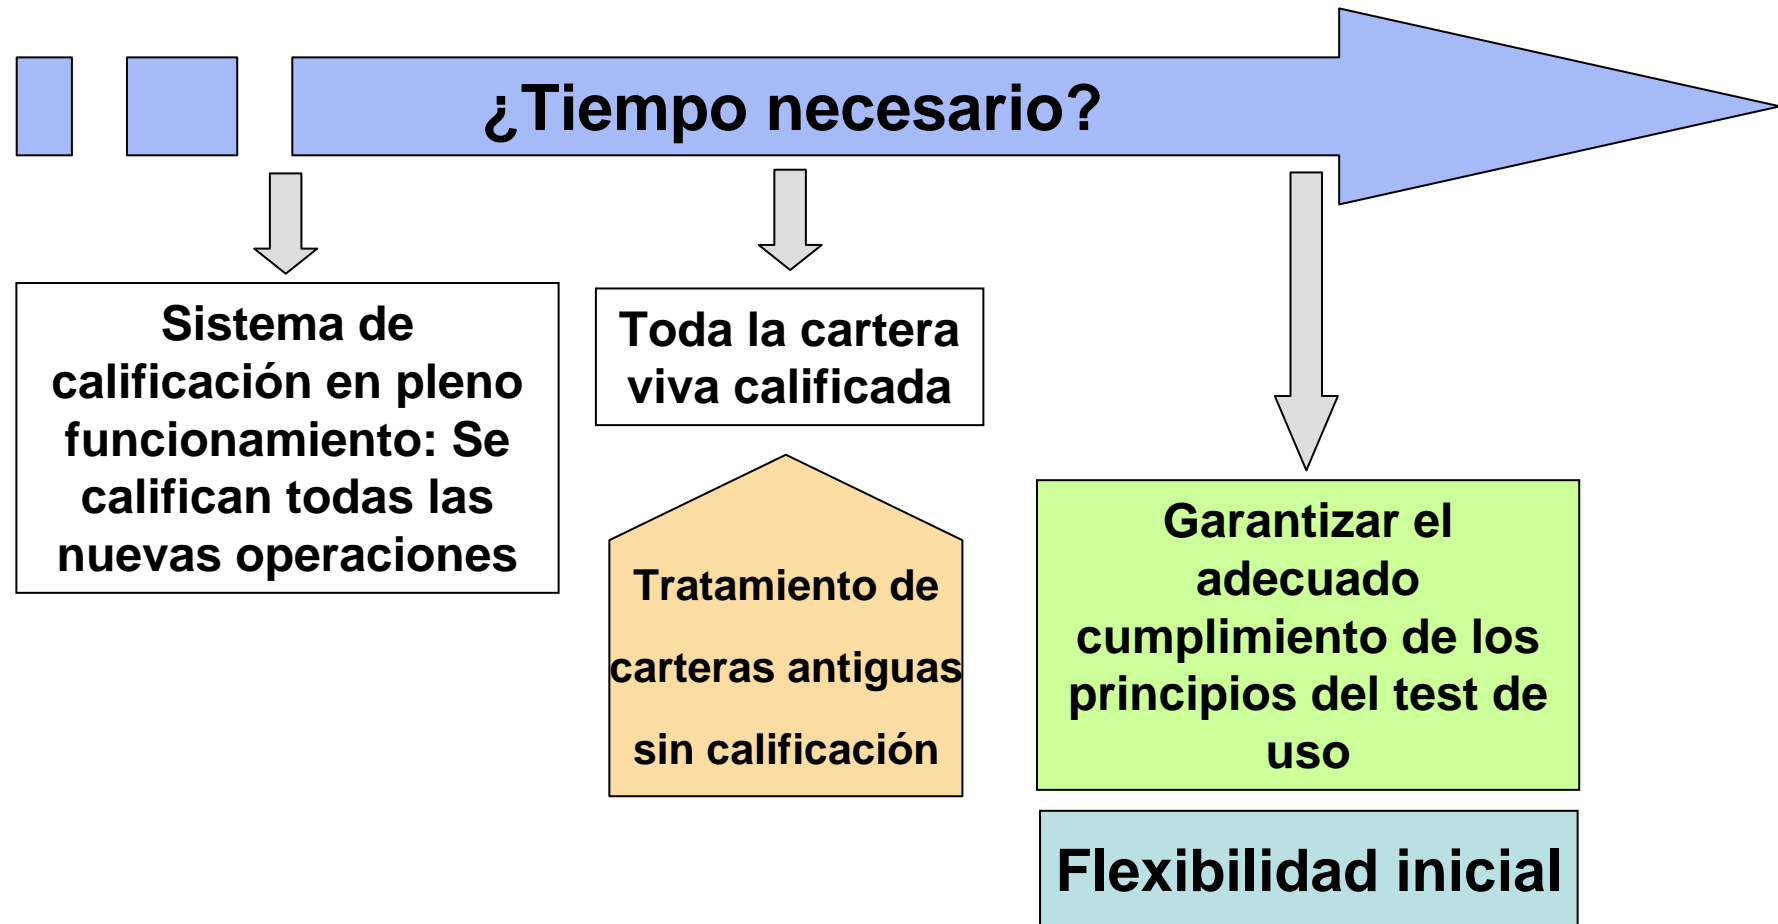 ¿Tiempo necesario?
Sistema de
calificación en pleno
funcionamiento: Se
califican todas las
nuevas operaciones
Toda la cartera
viva calificada
Tratamiento de
carteras antiguas
sin calificación
Garantizar el
adecuado
cumplimiento de los
principios del test de
uso
Flexibilidad inicial